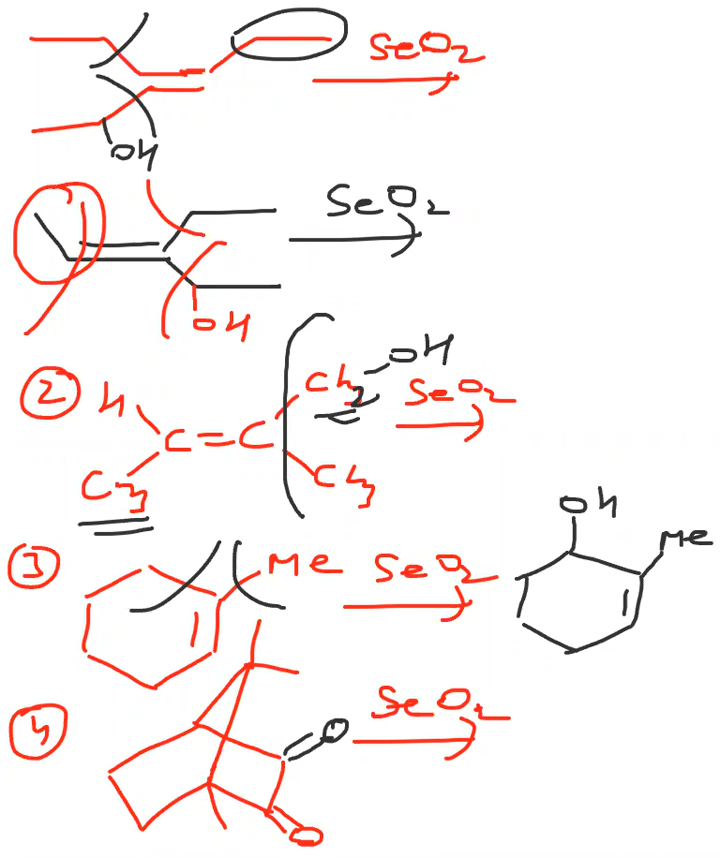 SeO2
OH
SeO2
OH
② H CH2-OH SeO2
C=C
CH3 CH3
OH
③ Me SeO2 Me
④ O SeO2
O